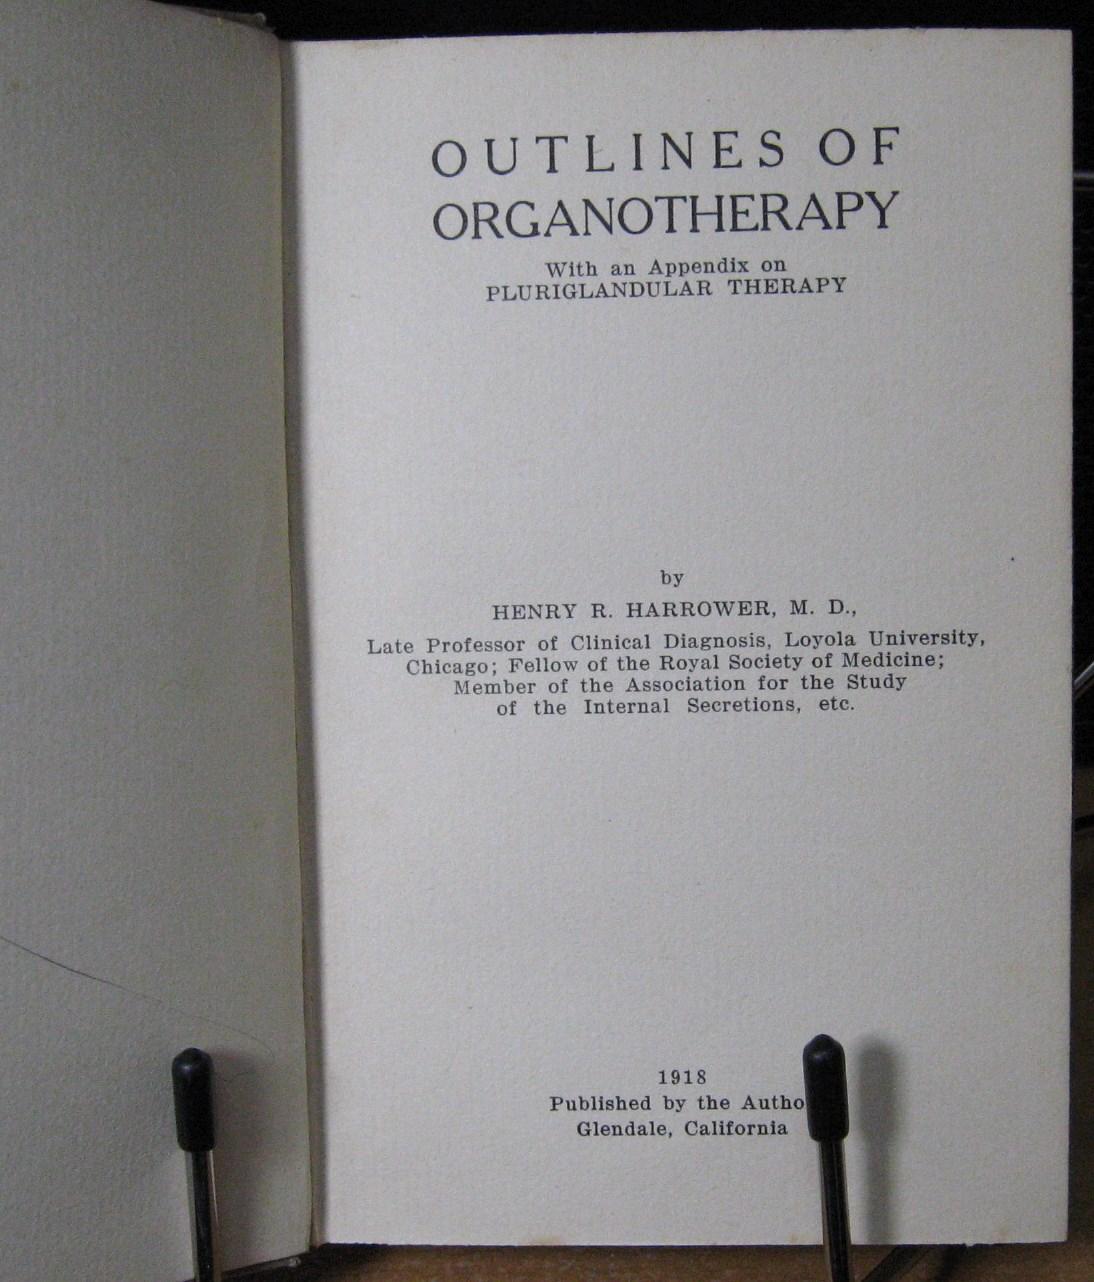 OUTLINES OF
ORGANOTHERAPY
With an Appendix on
PLURIGLANDULAR THERAPY
by
HENRY R. HARROWER, M. D.,
Late Professor of Clinical Diagnosis, Loyola University,
Chicago; Fellow of the Royal Society of Medicine;
Member of the Association for the Study
of the Internal Secretions, etc.
1918
Published by the Autho
Glendale, California